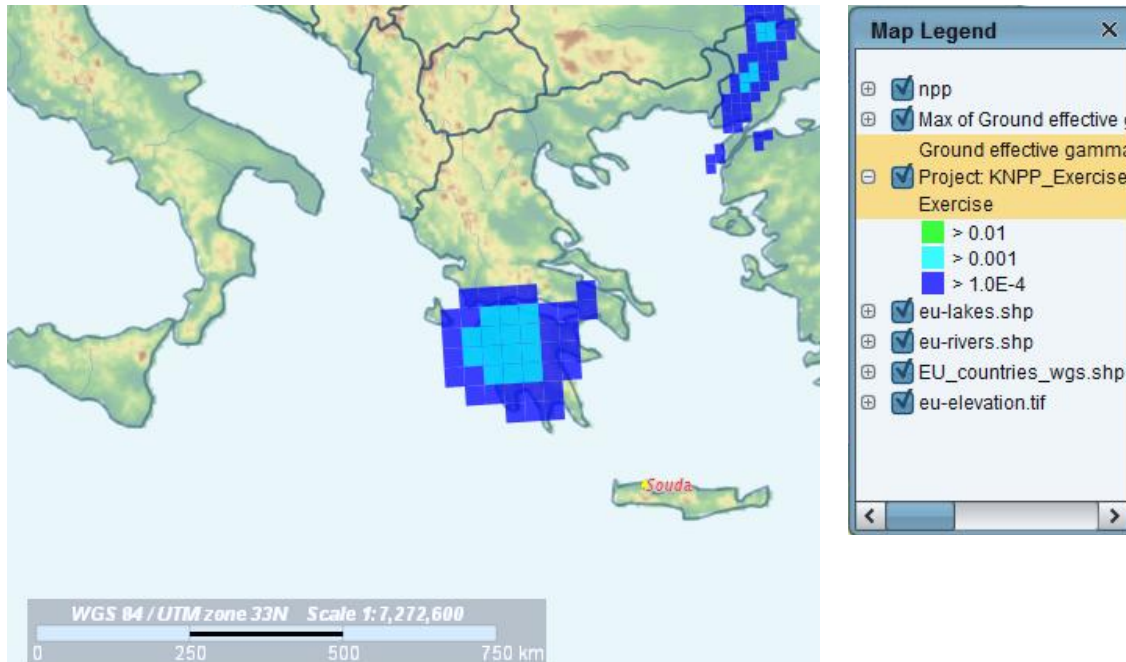 Souda
WGS 84 / UTM zone 33N Scale 1:7,272,600
0 250 500 750 km
Map Legend
npp
Max of Ground effective g
Ground effective gamma
Project: KNPP_Exercise
Exercise
> 0.01
> 0.001
> 1.0E-4
eu-lakes.shp
eu-rivers.shp
EU_countries_wgs.shp
eu-elevation.tif